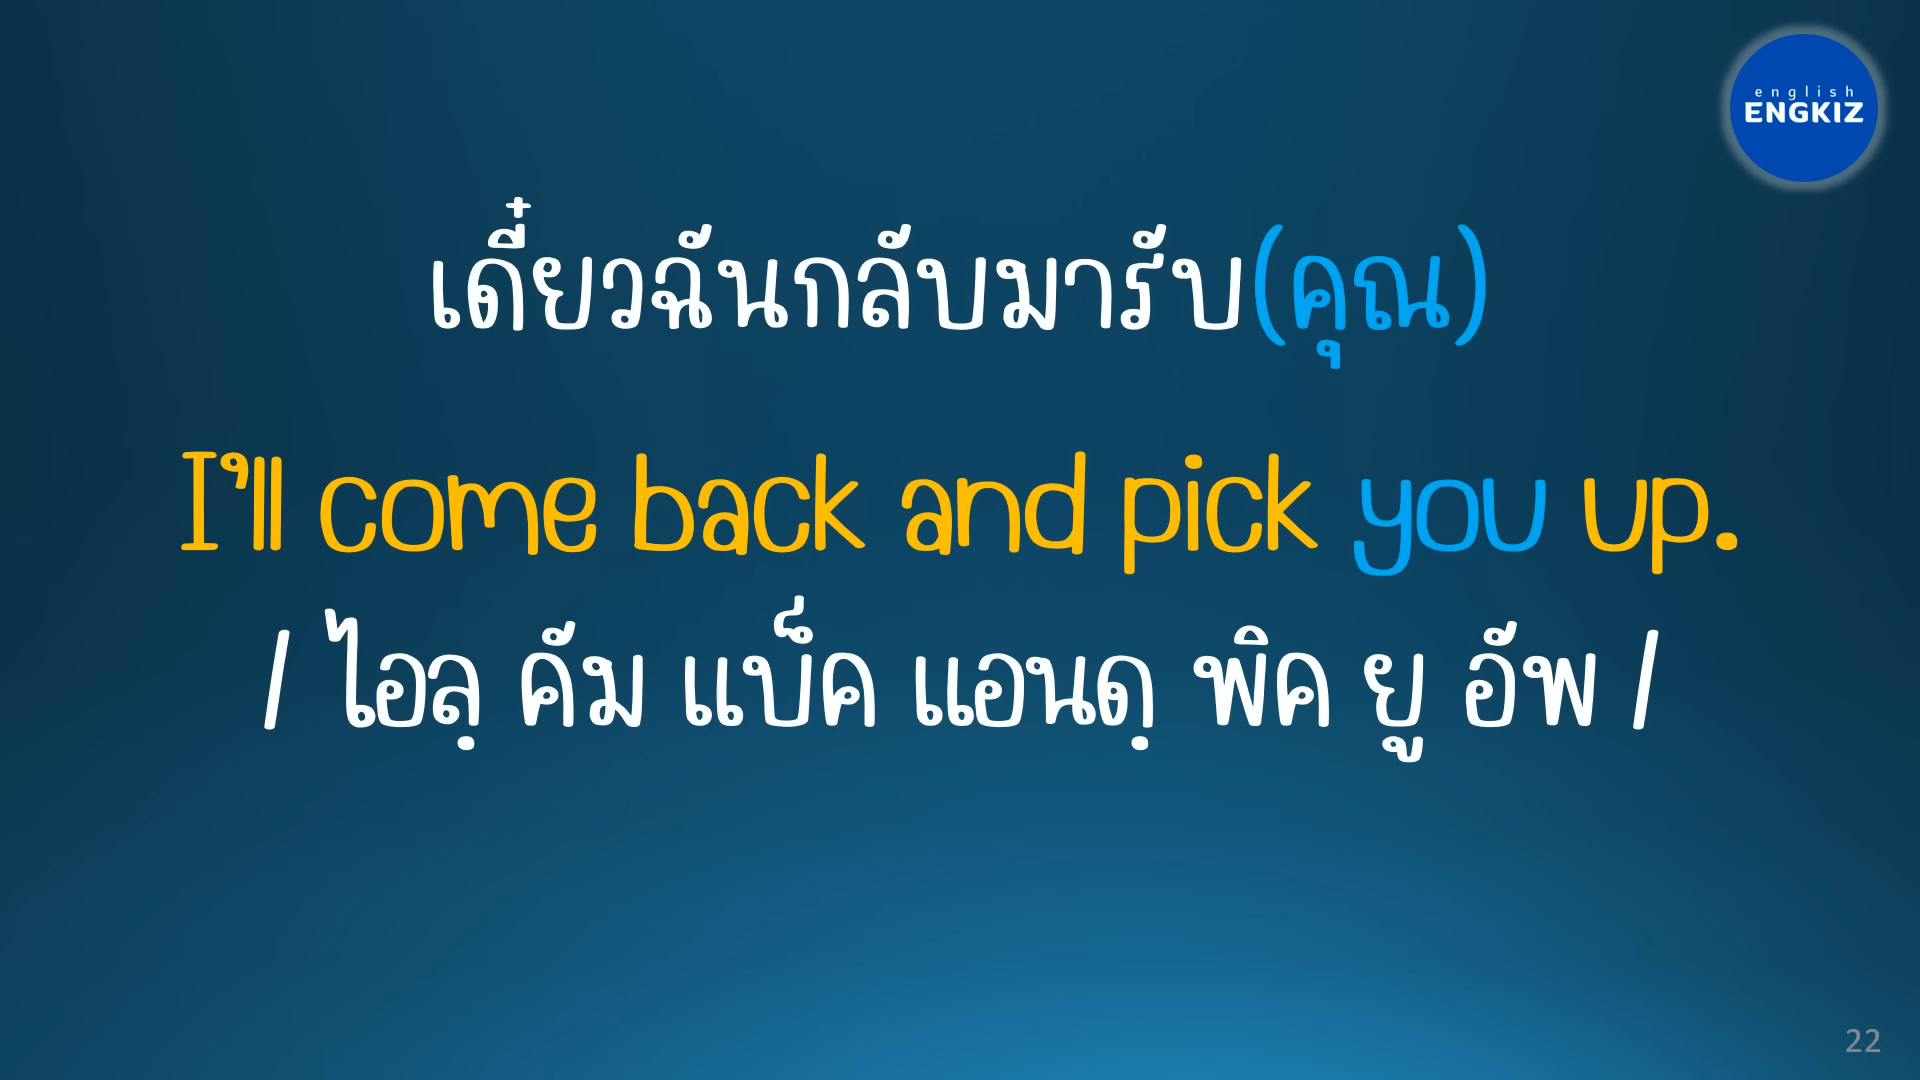 english
ENGKIZ
เดี๋ยวฉันกลับมารับ(คุณ)
I'll come back and pick you up.
/ ไอลฺ คัม แบ็ค แอนดฺ พิค ยู อัพ /
22